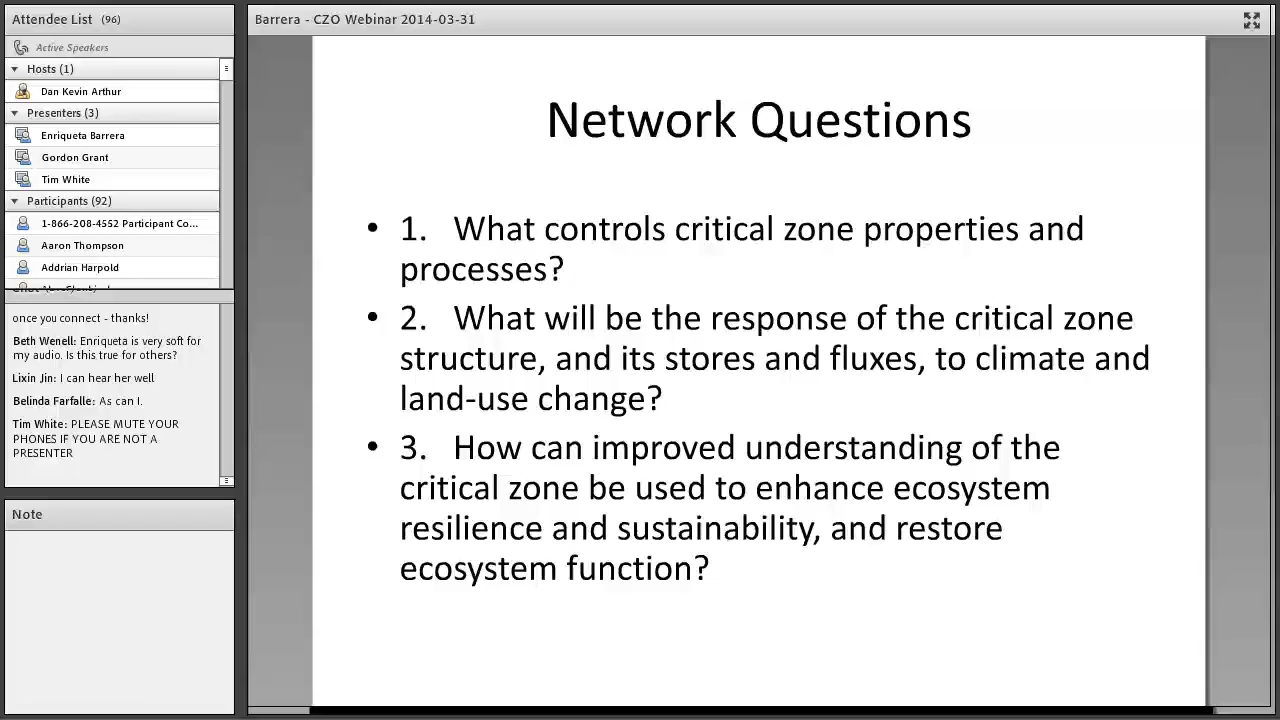 Attendee List (96)
Active Speakers
Hosts (1)
Dan Kevin Arthur
Presenters (3)
Enriqueta Barrera
Gordon Grant
Tim White
Participants (92)
1-866-208-4552 Participant Co...
Aaron Thompson
Addrian Harpold
once you connect - thanks!
Beth Wenell: Enriqueta is very soft for
my audio. Is this true for others?
Lixin Jin: I can hear her well
Belinda Farfalle: As can I.
Tim White: PLEASE MUTE YOUR
PHONES IF YOU ARE NOT A
PRESENTER
Note
Barrera - CZO Webinar 2014-03-31
Network Questions
• 1. What controls critical zone properties and
processes?
• 2. What will be the response of the critical zone
structure, and its stores and fluxes, to climate and
land-use change?
• 3. How can improved understanding of the
critical zone be used to enhance ecosystem
resilience and sustainability, and restore
ecosystem function?